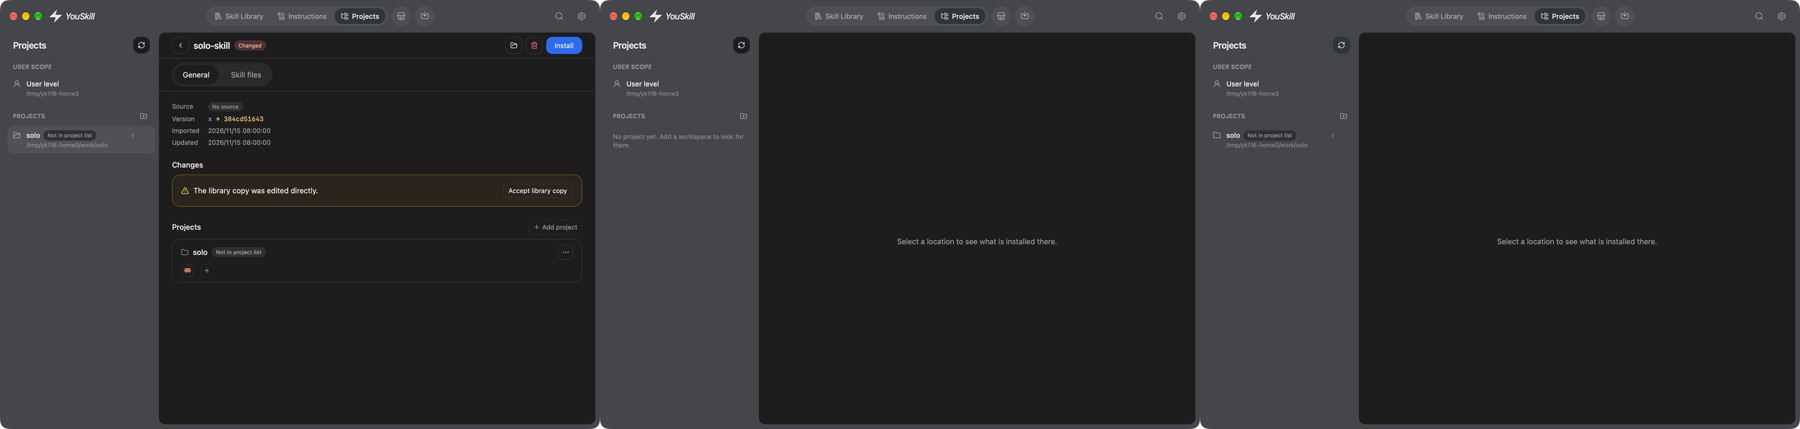 YouSkill
Skill Library Instructions Projects
Projects
USER SCOPE
User level
/tmp/yk116-home3
PROJECTS
solo Not in project list 1
/tmp/yk116-home3/work/solo
solo-skill Changed Install
General Skill files
Source No source
Version x → 384cd51643
Imported 2026/11/15 08:00:00
Updated 2026/11/15 08:00:00
Changes
The library copy was edited directly. Accept library copy
Projects + Add project
solo Not in project list ...
+
YouSkill
Skill Library Instructions Projects
Projects
USER SCOPE
User level
/tmp/yk116-home3
PROJECTS
No project yet. Add a workspace to look for
them.
Select a location to see what is installed there.
YouSkill
Skill Library Instructions Projects
Projects
USER SCOPE
User level
/tmp/yk116-home3
PROJECTS
solo Not in project list 1
/tmp/yk116-home3/work/solo
Select a location to see what is installed there.